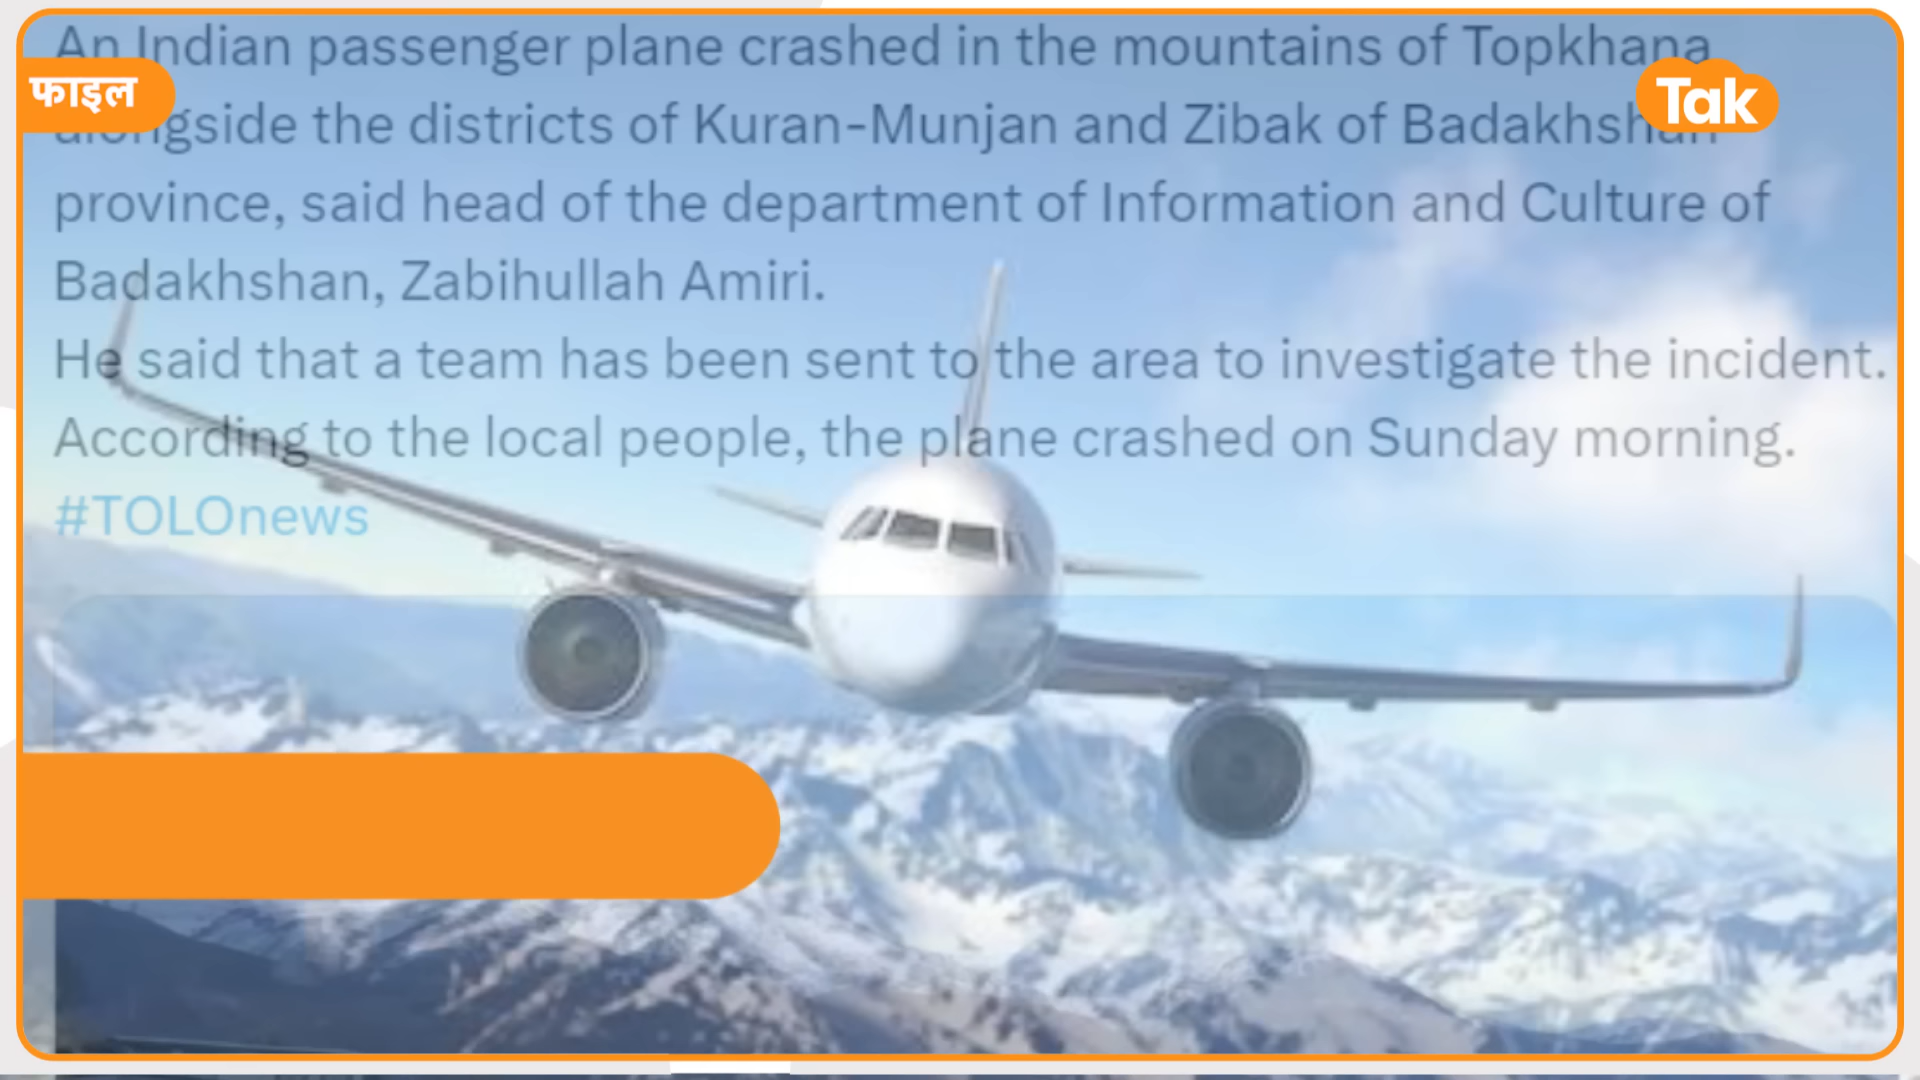 An Indian passenger plane crashed in the mountains of Topkhana
फाइल
Tak
alongside the districts of Kuran-Munjan and Zibak of Badakhshan
province, said head of the department of Information and Culture of
Badakhshan, Zabihullah Amiri.
He said that a team has been sent to the area to investigate the incident.
According to the local people, the plane crashed on Sunday morning.
#TOLOnews